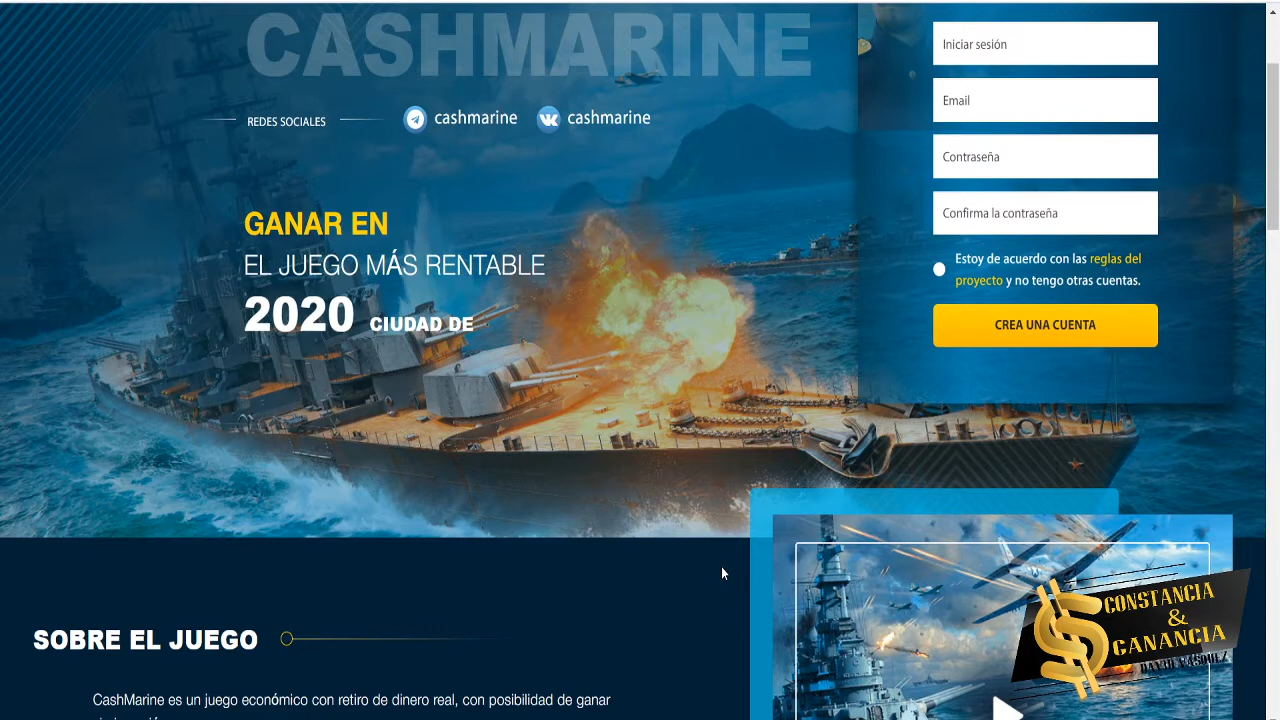 CASHMARINE
REDES SOCIALES
cashmarine
cashmarine
GANAR EN
EL JUEGO MÁS RENTABLE
2020 CIUDAD DE
Iniciar sesión
Email
Contraseña
Confirma la contraseña
Estoy de acuerdo con las reglas del
proyecto y no tengo otras cuentas.
CREA UNA CUENTA
SOBRE EL JUEGO
CashMarine es un juego económico con retiro de dinero real, con posibilidad de ganar
CONSTANCIA
&
GANANCIA